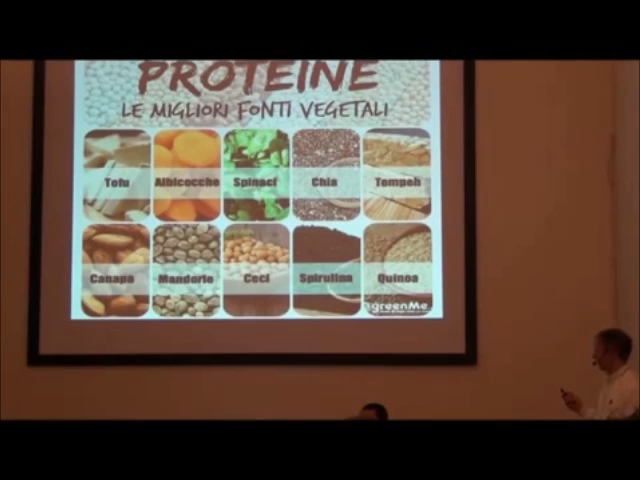 PROTEINE
LE MIGLIORI FONTI VEGETALI
Tofu
Albicocche
Spinaci
Chia
Tempeh
Canapa
Mandorle
Ceci
Spirulina
Quinoa
greenMe